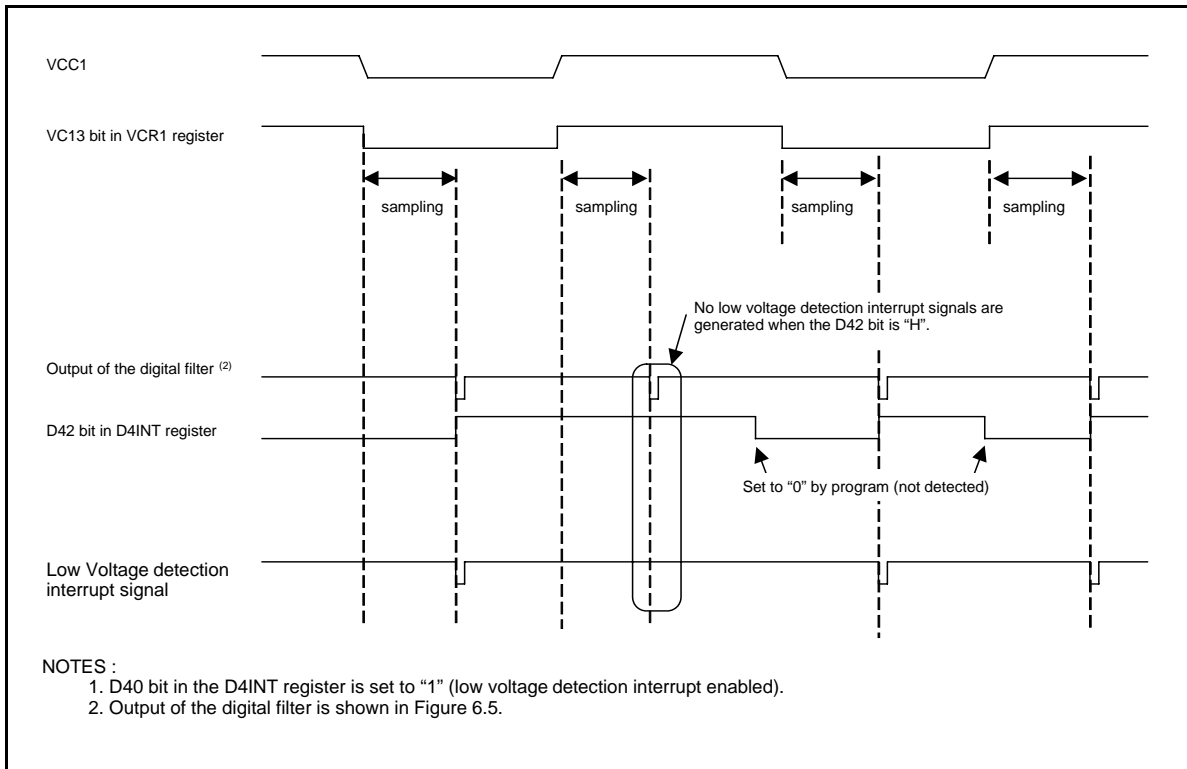 VCC1
VC13 bit in VCR1 register
sampling
sampling
sampling
sampling
No low voltage detection interrupt signals are
generated when the D42 bit is “H”.
Output of the digital filter (2)
D42 bit in D4INT register
Set to “0” by program (not detected)
Low Voltage detection
interrupt signal
NOTES :
1. D40 bit in the D4INT register is set to “1” (low voltage detection interrupt enabled).
2. Output of the digital filter is shown in Figure 6.5.